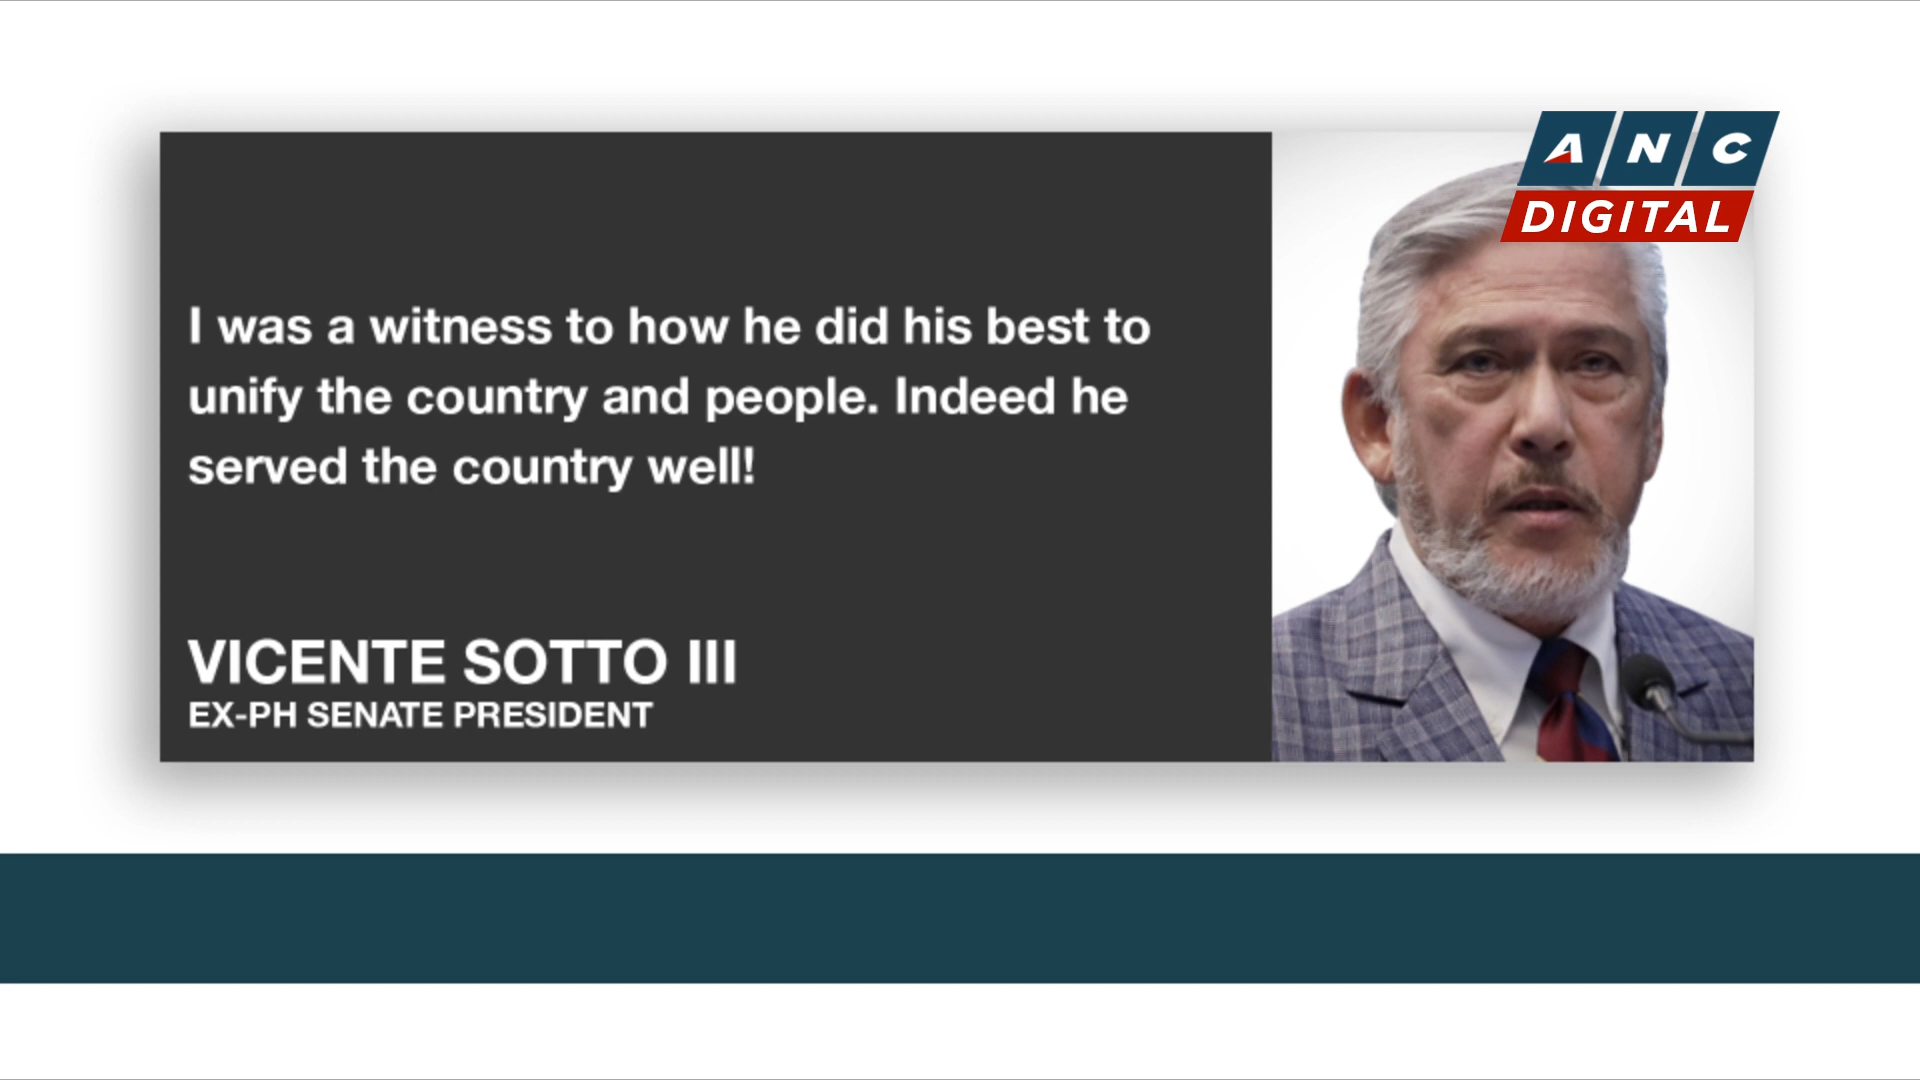 ANC
DIGITAL
I was a witness to how he did his best to
unify the country and people. Indeed he
served the country well!
VICENTE SOTTO III
EX-PH SENATE PRESIDENT